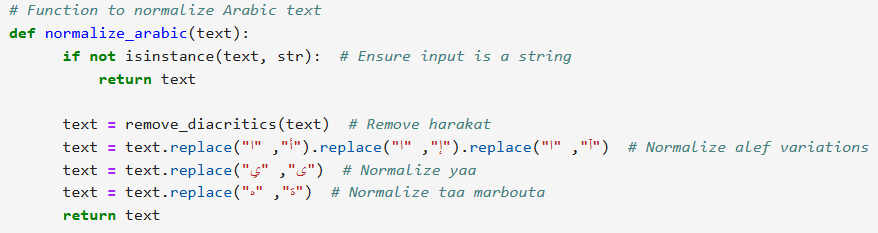 # Function to normalize Arabic text
def normalize_arabic(text):
    if not isinstance(text, str):  # Ensure input is a string
        return text

    text = remove_diacritics(text)  # Remove harakat
    text = text.replace("أ", "ا").replace("إ", "ا").replace("آ", "ا")  # Normalize alef variations
    text = text.replace("ى", "ي")  # Normalize yaa
    text = text.replace("ة", "ه")  # Normalize taa marbouta
    return text